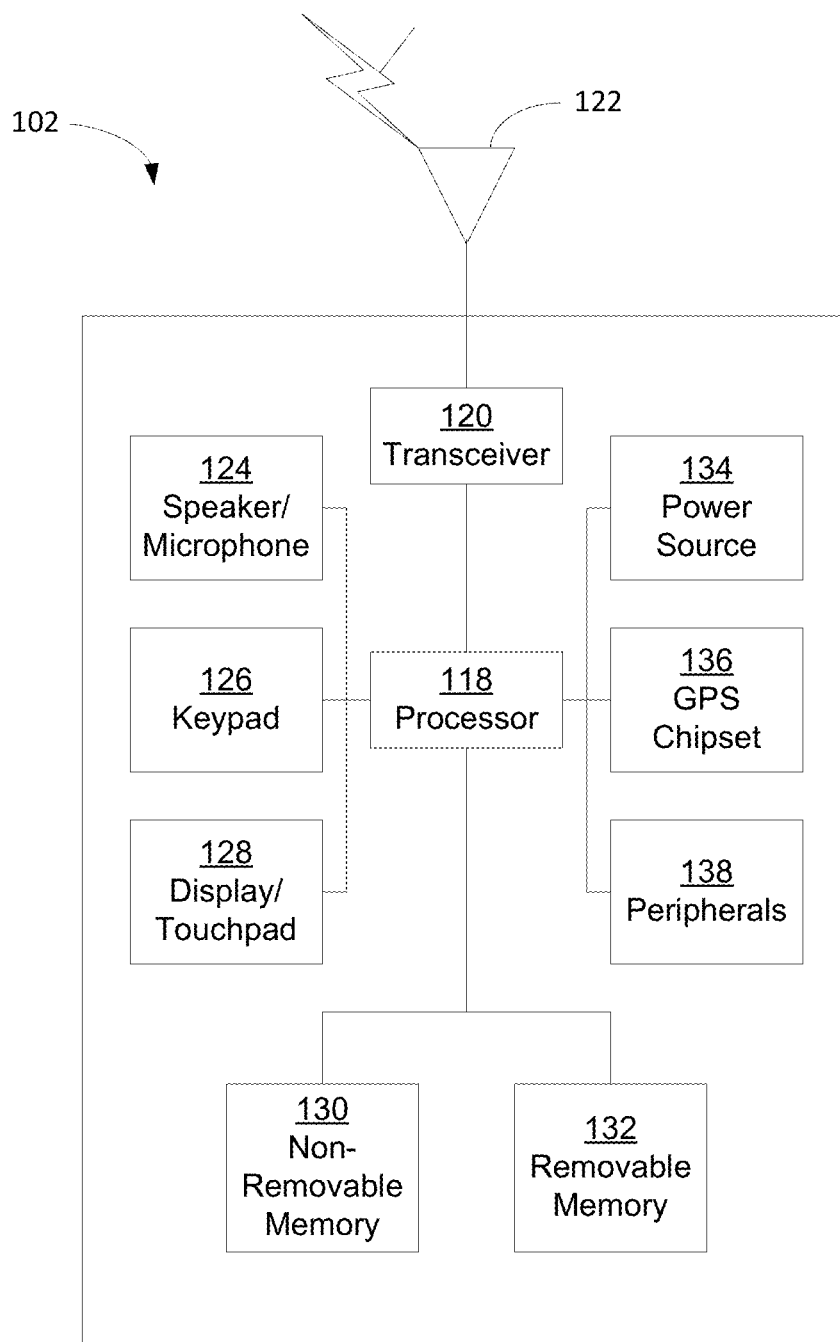 102
122
120
Transceiver
124
Speaker/
Microphone
134
Power
Source
126
Keypad
118
Processor
136
GPS
Chipset
128
Display/
Touchpad
138
Peripherals
130
Non-
Removable
Memory
132
Removable
Memory